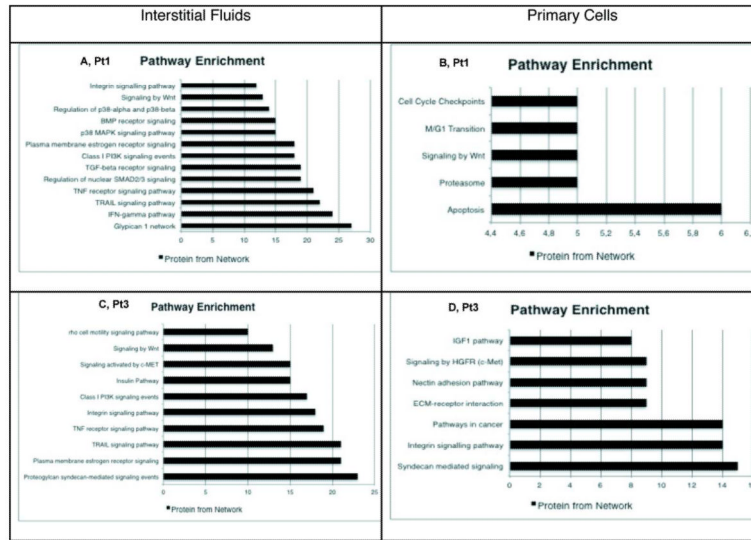 Interstitial Fluids
Primary Cells
A, Pt1
Pathway Enrichment
Integrin signalling pathway
Signaling by Wnt
Regulation of p38-alpha and p38-beta
BMP receptor signaling
p38 MAPK signaling pathway
Plasma membrane estrogen receptor signaling
Class I PI3K signaling events
TGF-beta receptor signaling
Regulation of nuclear SMAD2/3 signaling
TNF receptor signaling pathway
TRAIL signaling pathway
IFN-gamma pathway
Glypican 1 network
0 5 10 15 20 25 30
Protein from Network
B, Pt1
Pathway Enrichment
Cell Cycle Checkpoints
M/G1 Transition
Signaling by Wnt
Proteasome
Apoptosis
4,4 4,6 4,8 5 5,2 5,4 5,6 5,8 6 6,2
Protein from Network
C, Pt3
Pathway Enrichment
rho cell motility signaling pathway
Signaling by Wnt
Signaling activated by c-MET
Insulin Pathway
Class I PI3K signaling events
Integrin signalling pathway
TNF receptor signaling pathway
TRAIL signaling pathway
Plasma membrane estrogen receptor signaling
Proteogylcan syndecan-mediated signaling events
0 5 10 15 20 25
Protein from Network
D, Pt3
Pathway Enrichment
IGF1 pathway
Signaling by HGFR (c-Met)
Nectin adhesion pathway
ECM-receptor interaction
Pathways in cancer
Integrin signalling pathway
Syndecan mediated signaling
0 2 4 6 8 10 12 14 16
Protein from Network